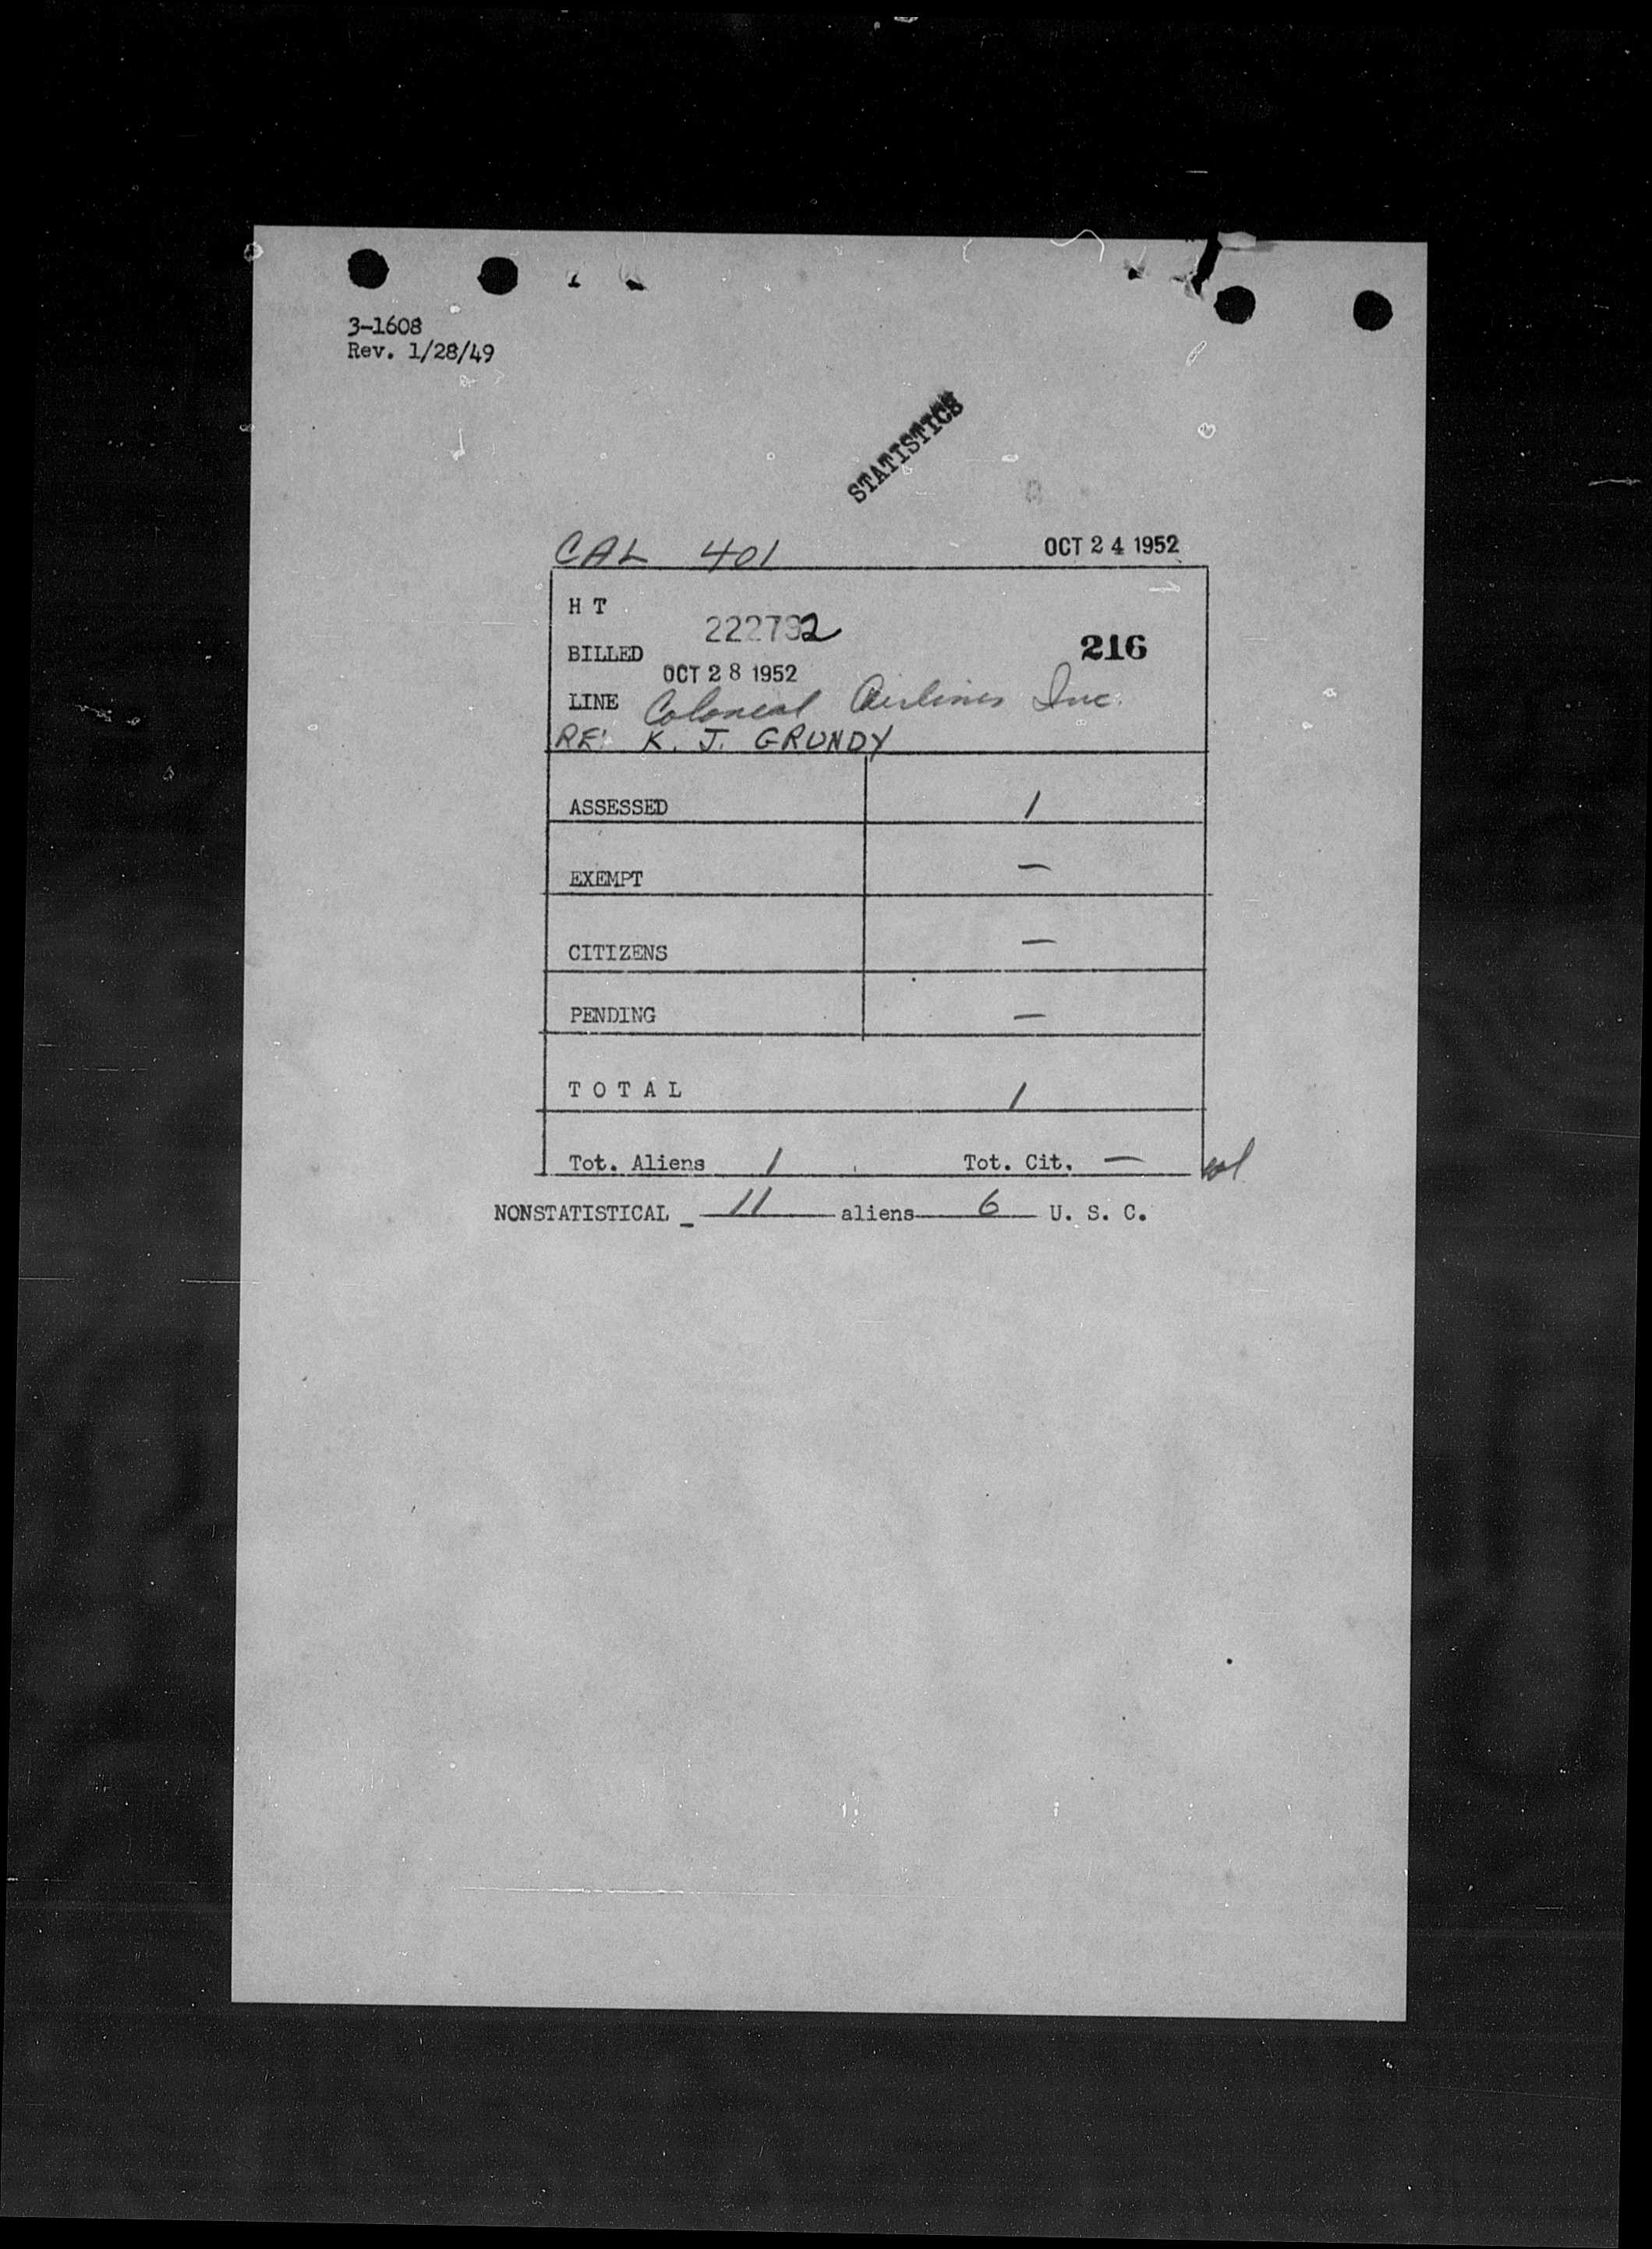 3-1608
Rev. 1/28/49
STATISTICS
CAL 401 OCT 24 1952
H T
222792
BILLED 216
OCT 28 1952
LINE Colonial Airlines Inc.
RE: K. J. GRUNDY
ASSESSED 1
EXEMPT —
CITIZENS —
PENDING —
T O T A L 1
Tot. Aliens 1 Tot. Cit. —
NONSTATISTICAL 11 aliens 6 U. S. C.